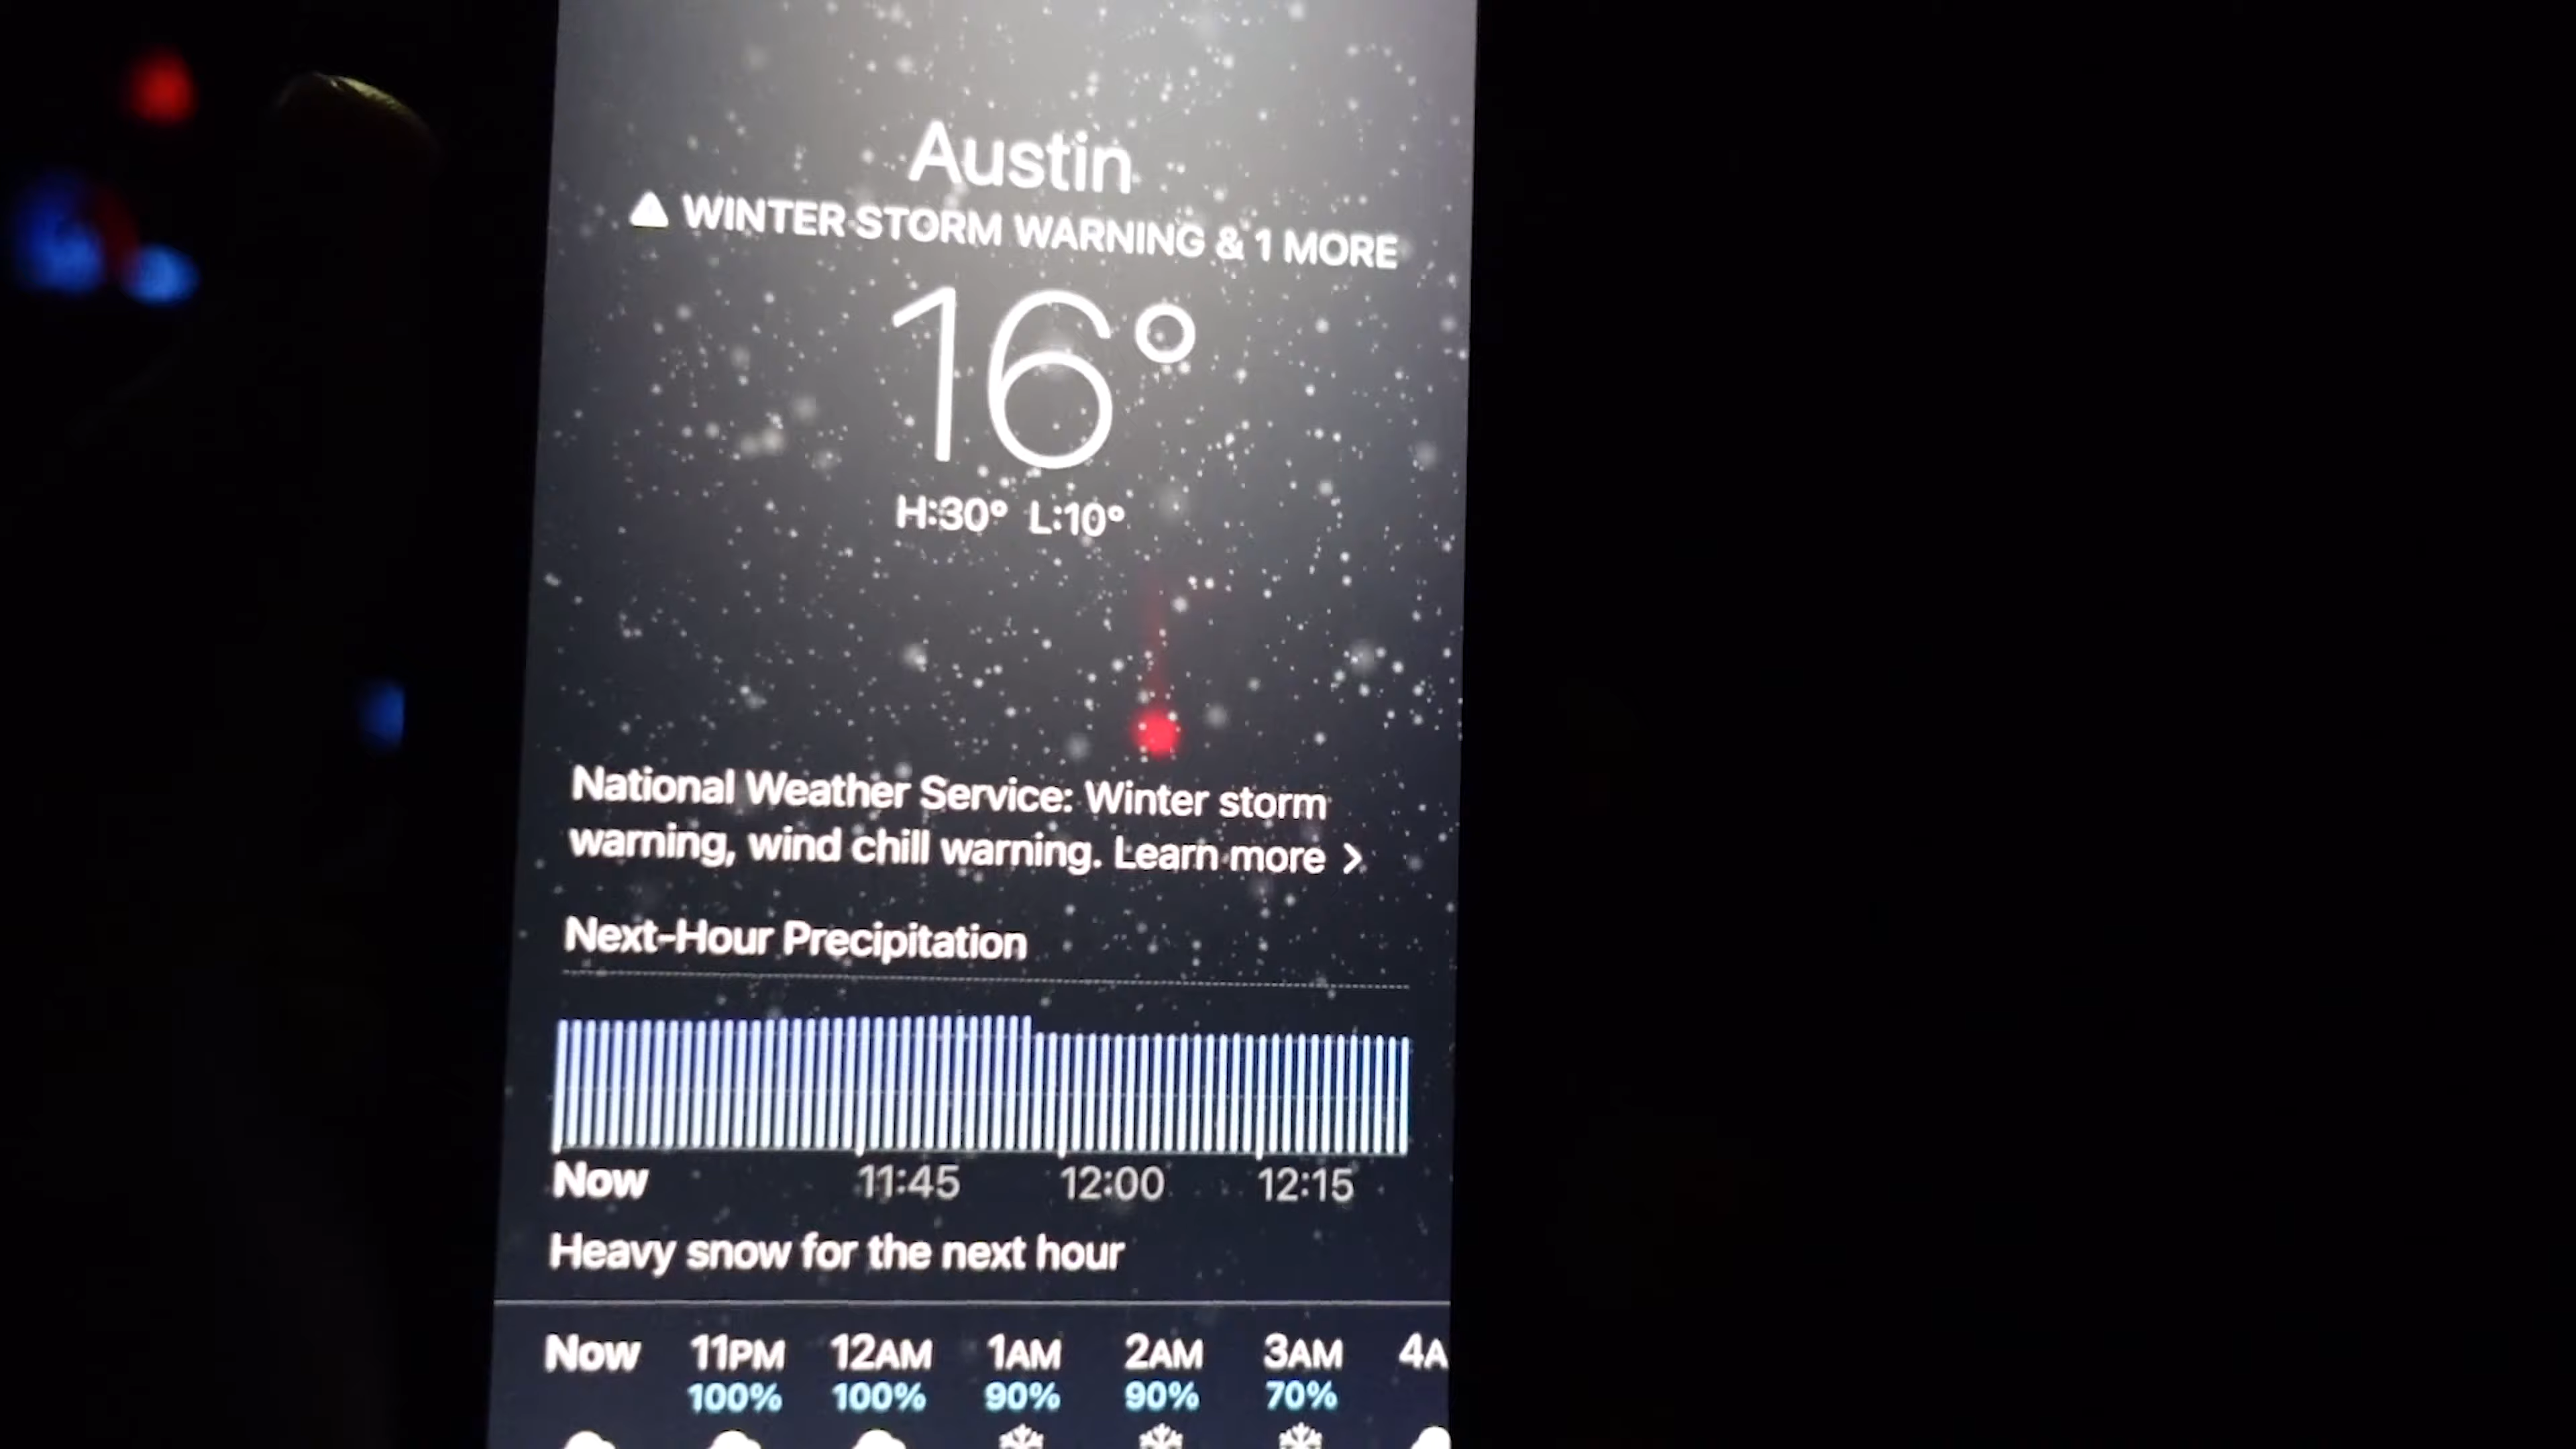 Austin
WINTER STORM WARNING & 1 MORE
16°
H:30° L:10°
National Weather Service: Winter storm
warning, wind chill warning. Learn more >
Next-Hour Precipitation
Now 11:45 12:00 12:15
Heavy snow for the next hour
Now 11PM 12AM 1AM 2AM 3AM 4A
100% 100% 90% 90% 70%